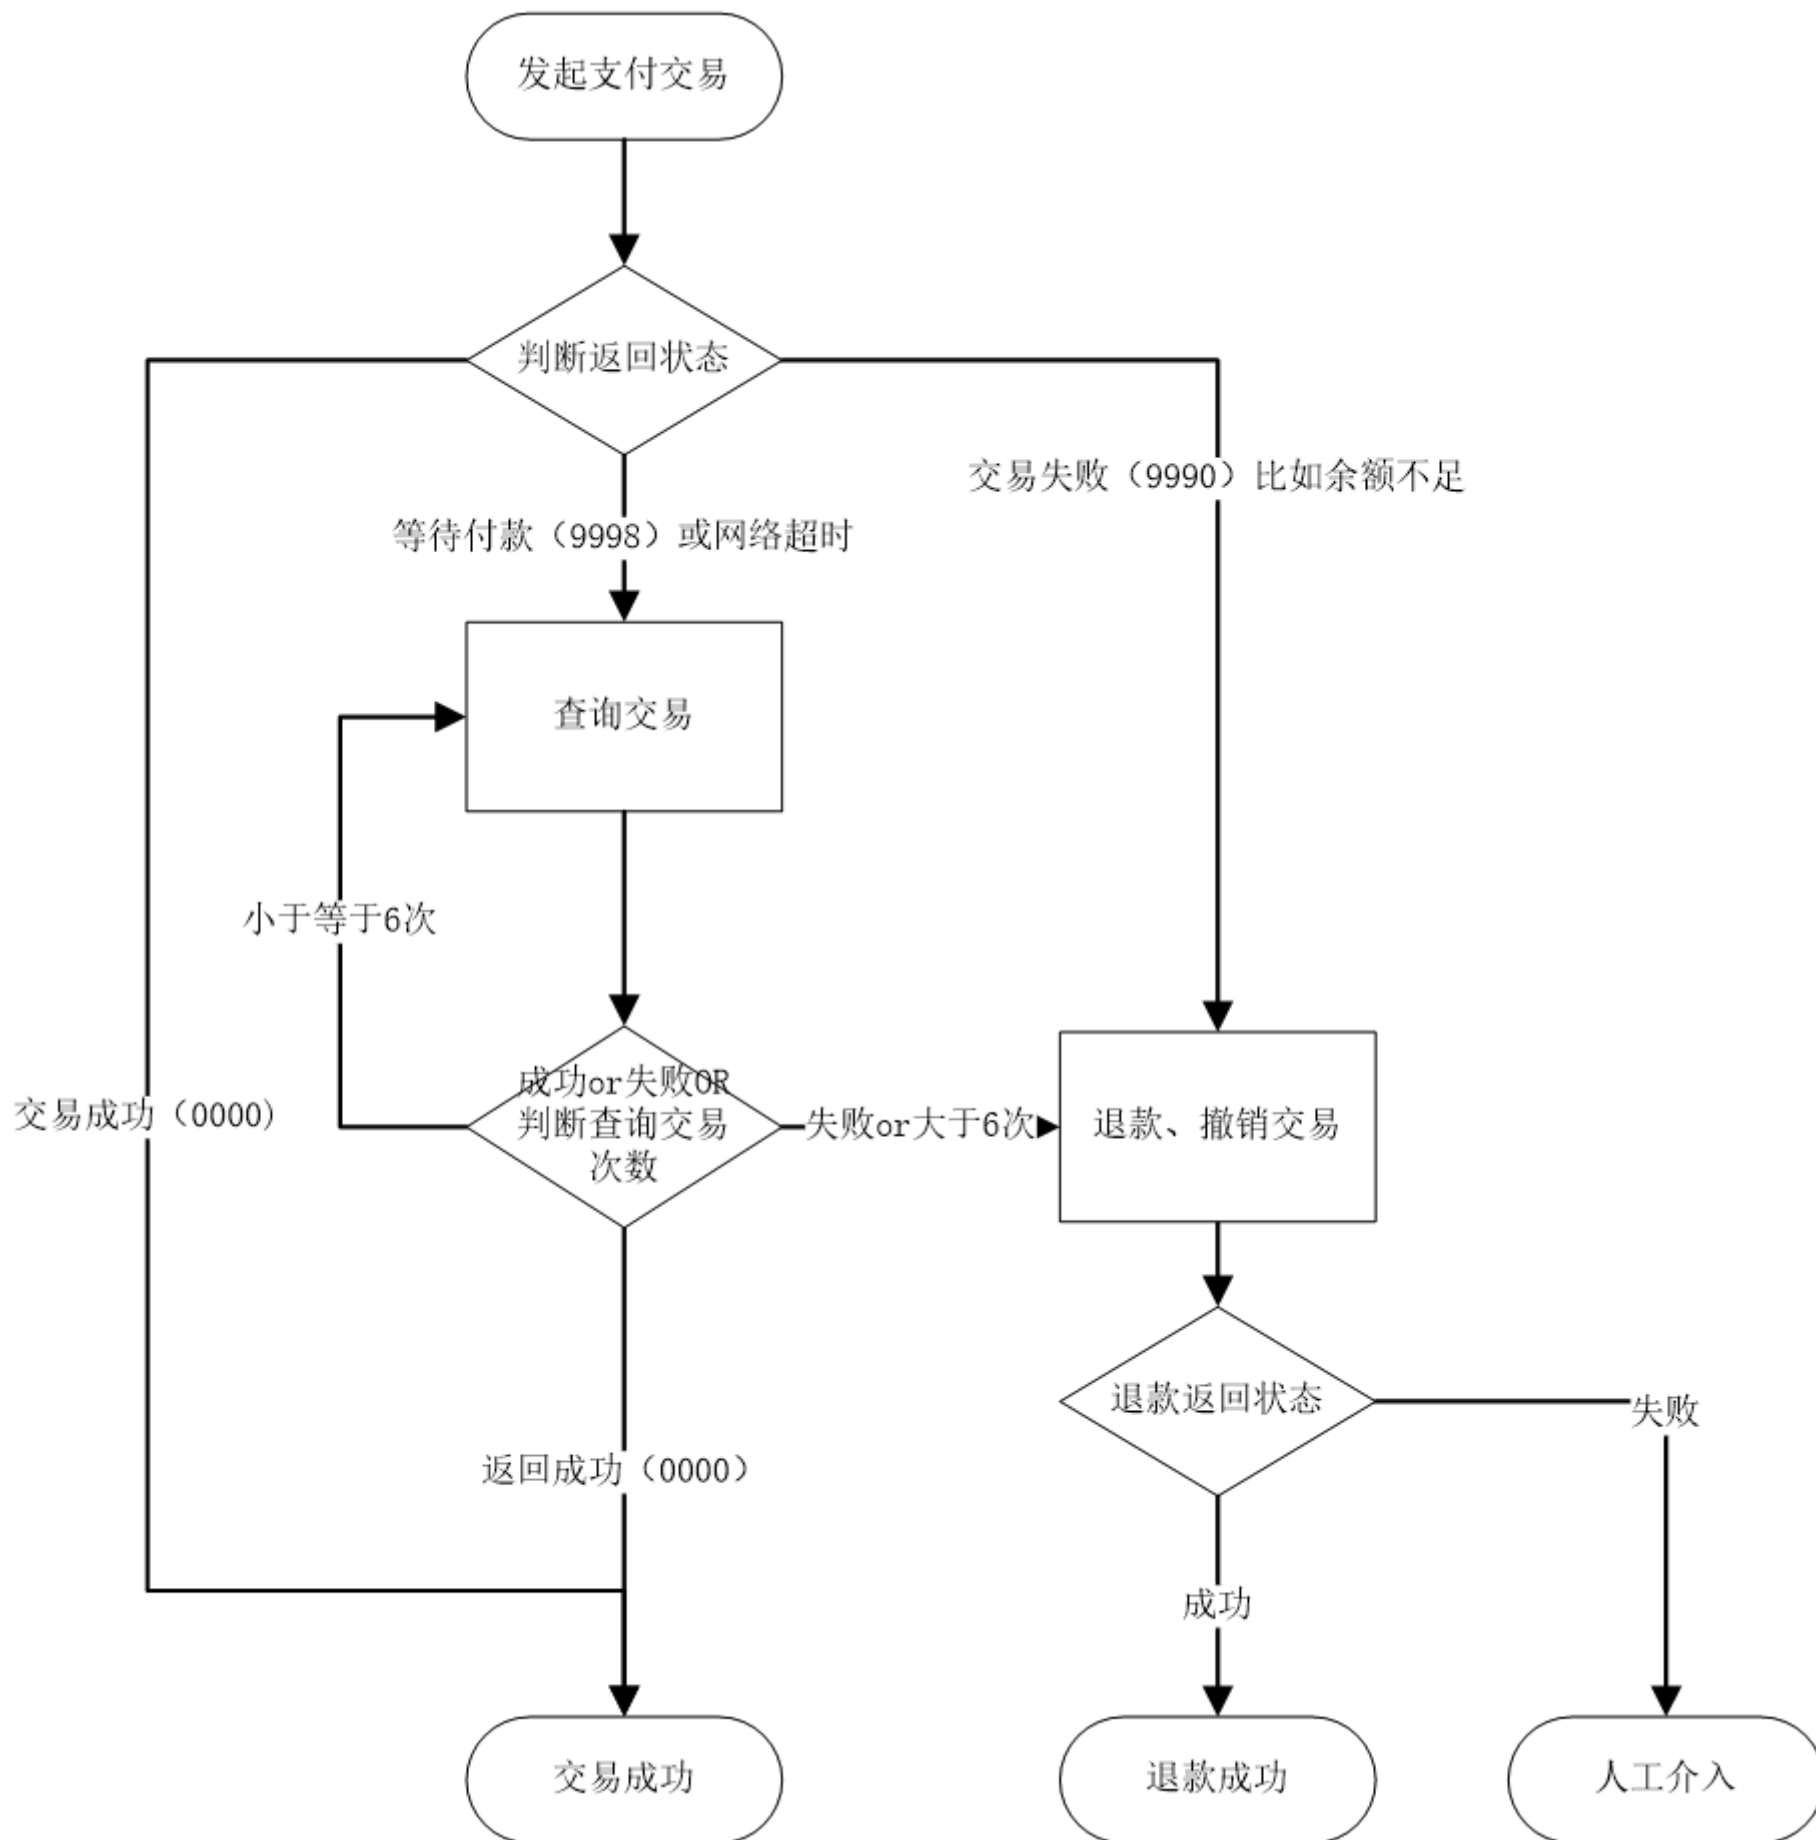 发起支付交易
判断返回状态
交易失败（9990）比如余额不足
等待付款（9998）或网络超时
查询交易
小于等于6次
交易成功（0000）
成功or失败OR
判断查询交易
次数
失败or大于6次
退款、撤销交易
退款返回状态
失败
返回成功（0000）
成功
交易成功
退款成功
人工介入